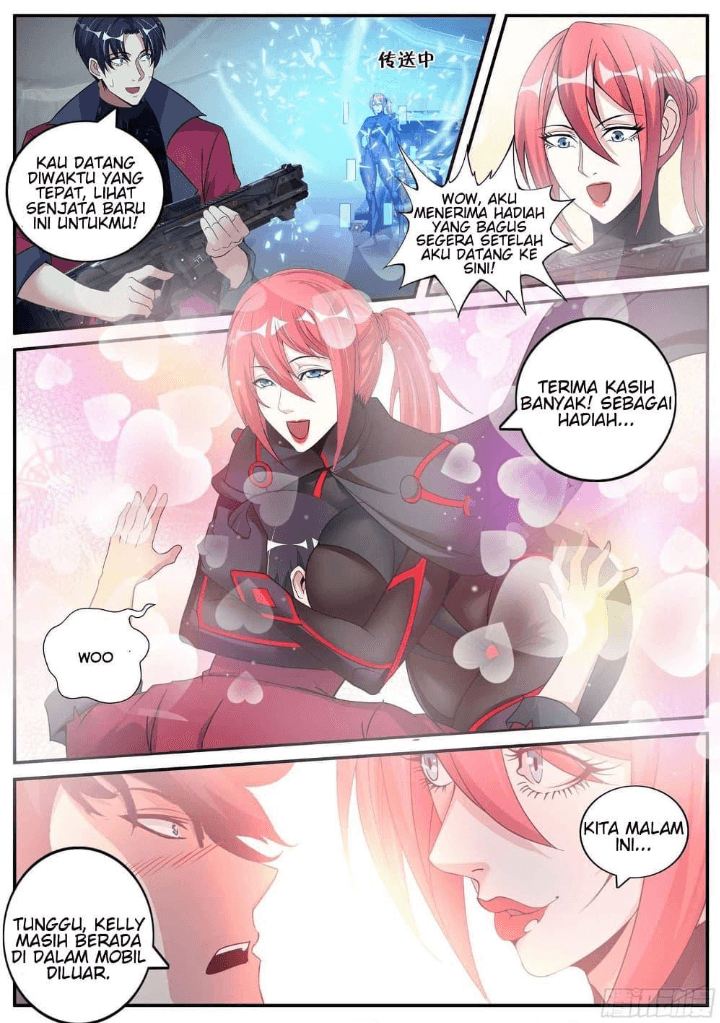 传送中
KAU DATANG
DIWAKTU YANG
TEPAT, LIHAT
SENJATA BARU
INI UNTUKMU!
WOW, AKU
MENERIMA HADIAH
YANG BAGUS
SEGERA SETELAH
AKU DATANG KE
SINI!
TERIMA KASIH
BANYAK! SEBAGAI
HADIAH...
WOO
KITA MALAM
INI...
TUNGGU, KELLY
MASIH BERADA
DI DALAM MOBIL
DILUAR.